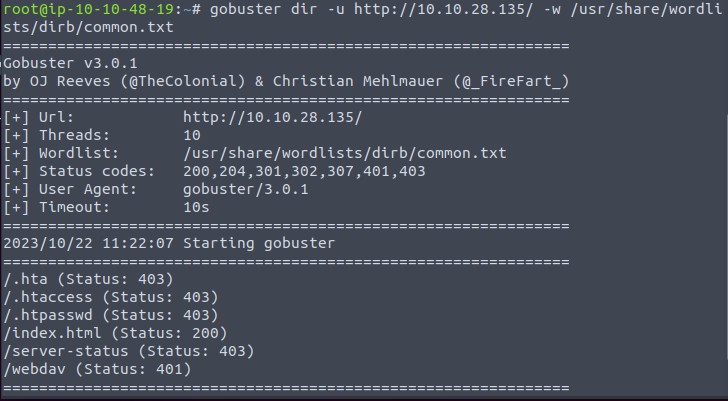 root@ip-10-10-48-19:~# gobuster dir -u http://10.10.28.135/ -w /usr/share/wordli
sts/dirb/common.txt
===============================================================
Gobuster v3.0.1
by OJ Reeves (@TheColonial) & Christian Mehlmauer (@_FireFart_)
===============================================================
[+] Url:            http://10.10.28.135/
[+] Threads:        10
[+] Wordlist:       /usr/share/wordlists/dirb/common.txt
[+] Status codes:   200,204,301,302,307,401,403
[+] User Agent:     gobuster/3.0.1
[+] Timeout:        10s
===============================================================
2023/10/22 11:22:07 Starting gobuster
===============================================================
/.hta (Status: 403)
/.htaccess (Status: 403)
/.htpasswd (Status: 403)
/index.html (Status: 200)
/server-status (Status: 403)
/webdav (Status: 401)
===============================================================